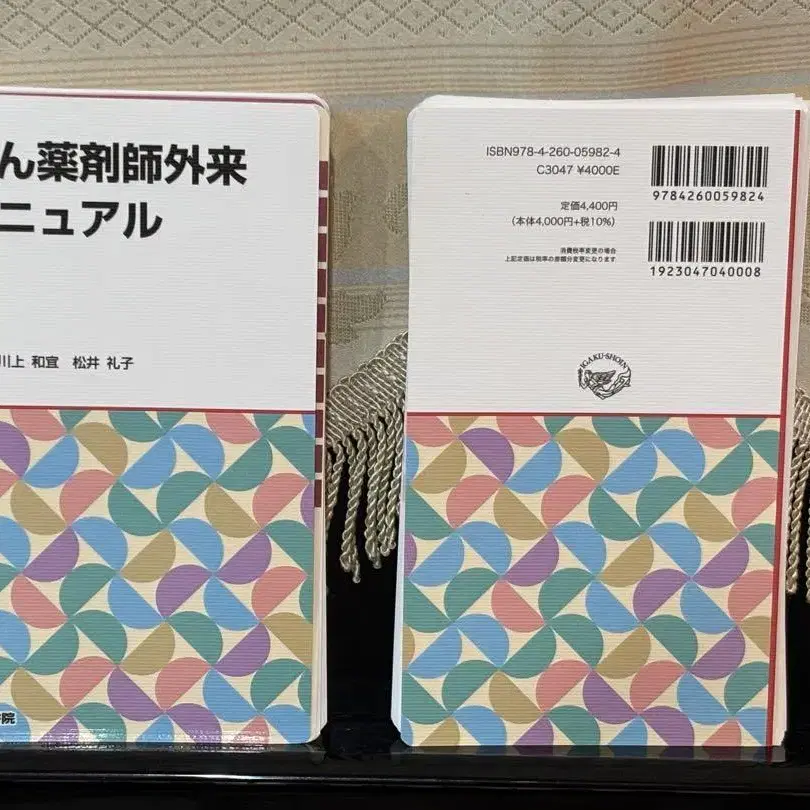 ん薬剤師外来
ニュアル
川上 和宜 松井 礼子
院
ISBN978-4-260-05982-4
C3047 ¥4000E
定価4,400円
(本体4,000円+税10%)
消費税率変更の場合
上記定価は税率の差額分変更になります
9784260059824
1923047040008
IGAKU-SHOIN